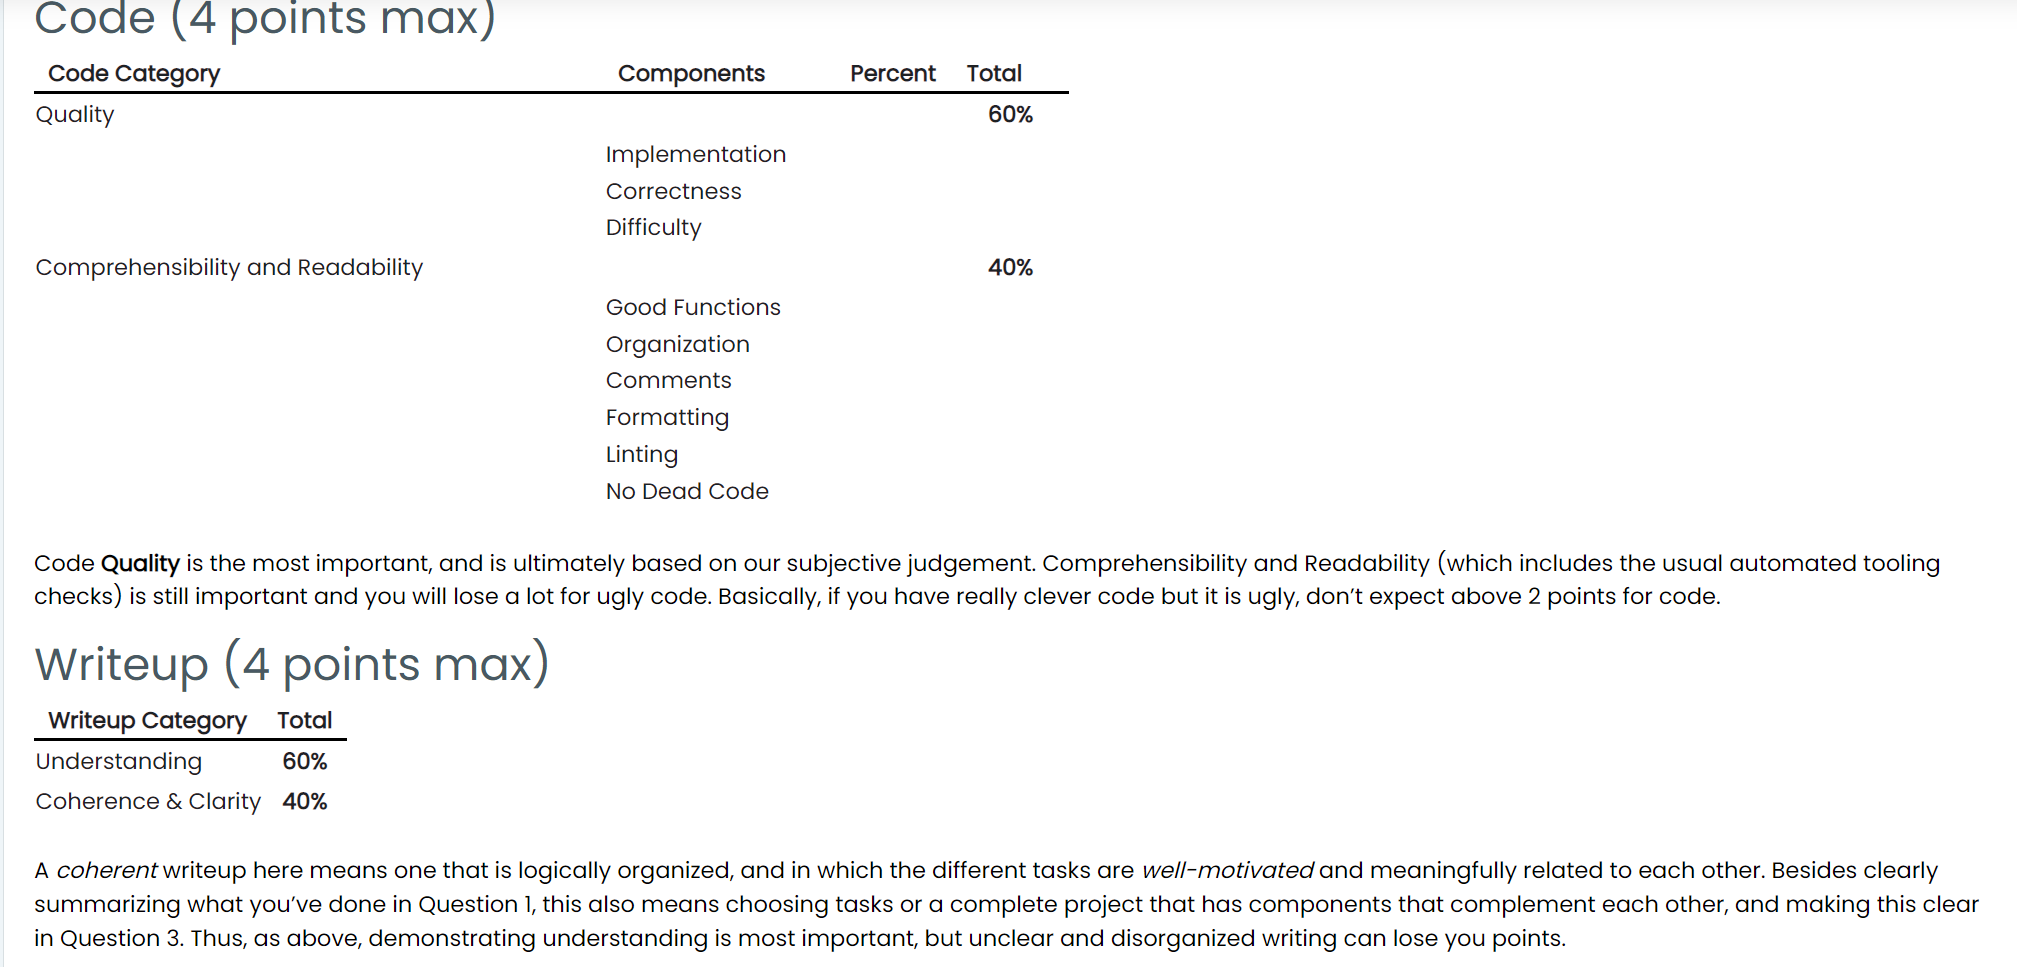 Code (4 points max)
Code Category Components Percent Total
Quality 60%
Implementation
Correctness
Difficulty
Comprehensibility and Readability 40%
Good Functions
Organization
Comments
Formatting
Linting
No Dead Code
Code Quality is the most important, and is ultimately based on our subjective judgement. Comprehensibility and Readability (which includes the usual automated tooling
checks) is still important and you will lose a lot for ugly code. Basically, if you have really clever code but it is ugly, don't expect above 2 points for code.
Writeup (4 points max)
Writeup Category Total
Understanding 60%
Coherence & Clarity 40%
A coherent writeup here means one that is logically organized, and in which the different tasks are well-motivated and meaningfully related to each other. Besides clearly
summarizing what you've done in Question 1, this also means choosing tasks or a complete project that has components that complement each other, and making this clear
in Question 3. Thus, as above, demonstrating understanding is most important, but unclear and disorganized writing can lose you points.